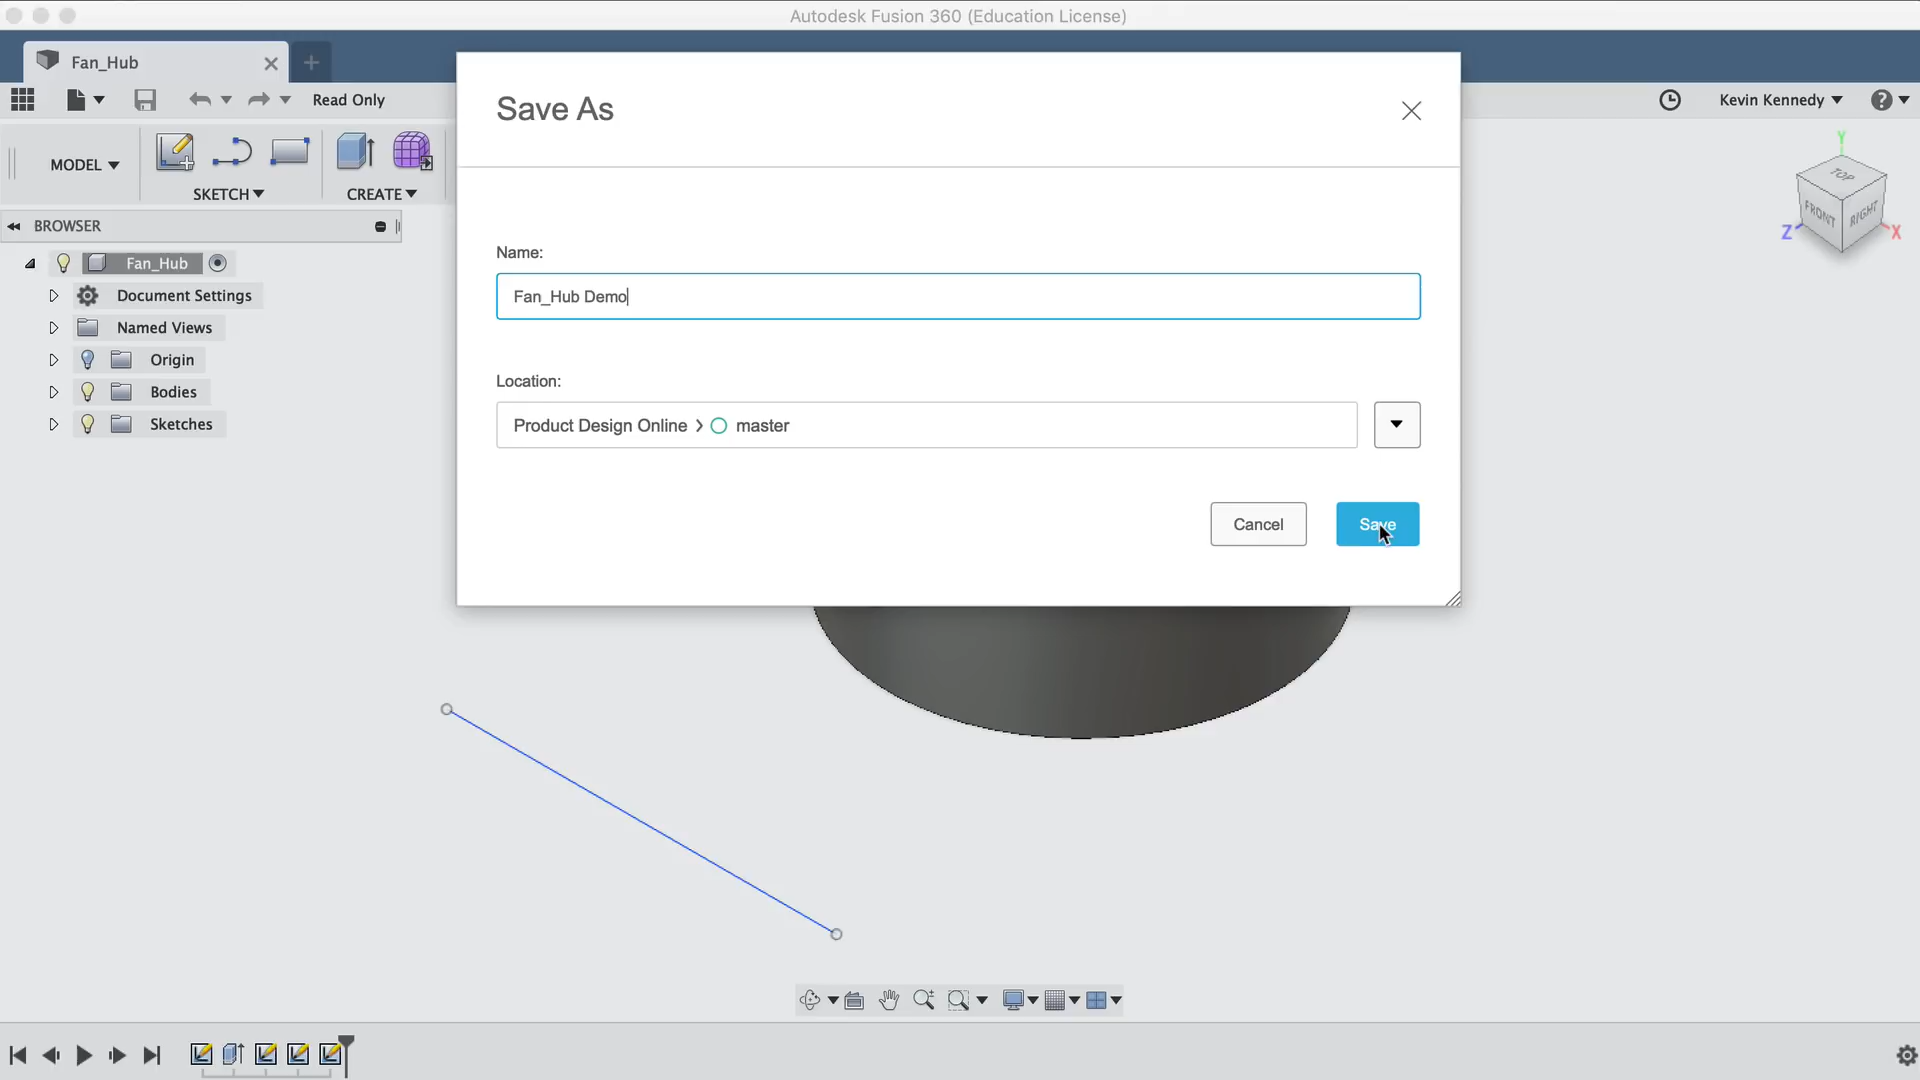 Autodesk Fusion 360 (Education License)
Fan_Hub
Read Only
Kevin Kennedy
MODEL
SKETCH
CREATE
BROWSER
Fan_Hub
Document Settings
Named Views
Origin
Bodies
Sketches
Save As
Name:
Fan_Hub Demo
Location:
Product Design Online > master
Cancel
Save
Y
TOP
FRONT
RIGHT
Z
X